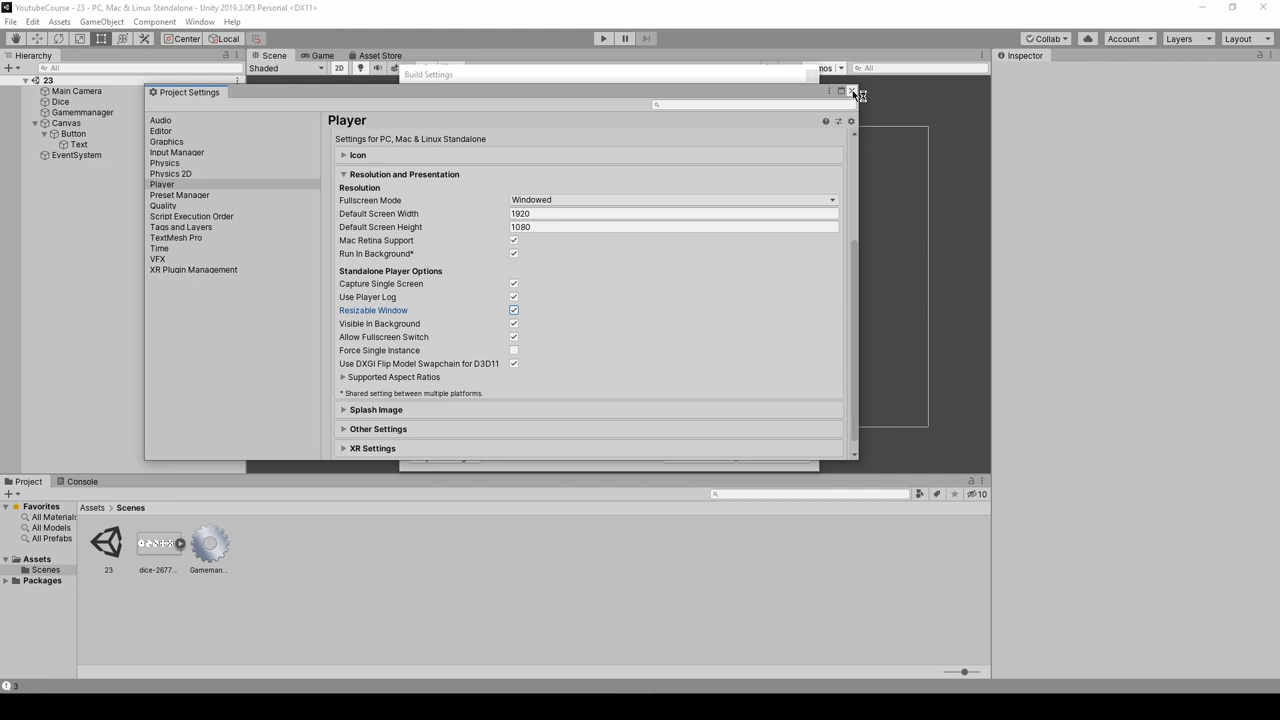 YoutubeCourse - 23 - PC, Mac & Linux Standalone - Unity 2019.3.0f3 Personal <DX11>
File Edit Assets GameObject Component Window Help
Center Local Collab Account Layers Layout
Hierarchy Scene Game Asset Store Inspector
All Shaded 2D mos All
23
Main Camera
Dice
Gamemmanager
Canvas
Button
Text
EventSystem
Build Settings
Project Settings
Audio
Editor
Graphics
Input Manager
Physics
Physics 2D
Player
Preset Manager
Quality
Script Execution Order
Tags and Layers
TextMesh Pro
Time
VFX
XR Plugin Management
Player
Settings for PC, Mac & Linux Standalone
Icon
Resolution and Presentation
Resolution
Fullscreen Mode Windowed
Default Screen Width 1920
Default Screen Height 1080
Mac Retina Support
Run In Background*
Standalone Player Options
Capture Single Screen
Use Player Log
Resizable Window
Visible In Background
Allow Fullscreen Switch
Force Single Instance
Use DXGI Flip Model Swapchain for D3D11
Supported Aspect Ratios
* Shared setting between multiple platforms.
Splash Image
Other Settings
XR Settings
Project Console
10
Favorites
All Materials
All Models
All Prefabs
Assets
Scenes
Packages
Assets > Scenes
23 dice-2677... Gameman...
3